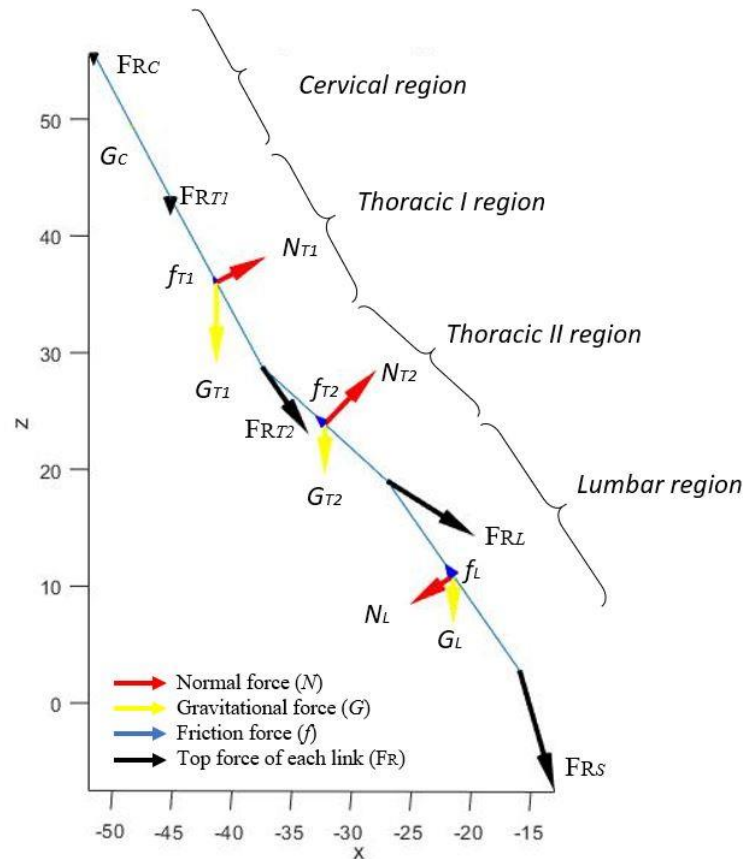 FRC
Cervical region
50
GC
FRT1
Thoracic I region
40
fT1
NT1
Thoracic II region
30
GT1
fT2
NT2
FRT2
z
20
GT2
Lumbar region
FRL
fL
10
NL
GL
Normal force (N)
Gravitational force (G)
0
Friction force (f)
Top force of each link (FR)
FRS
-50 -45 -40 -35 -30 -25 -20 -15
x